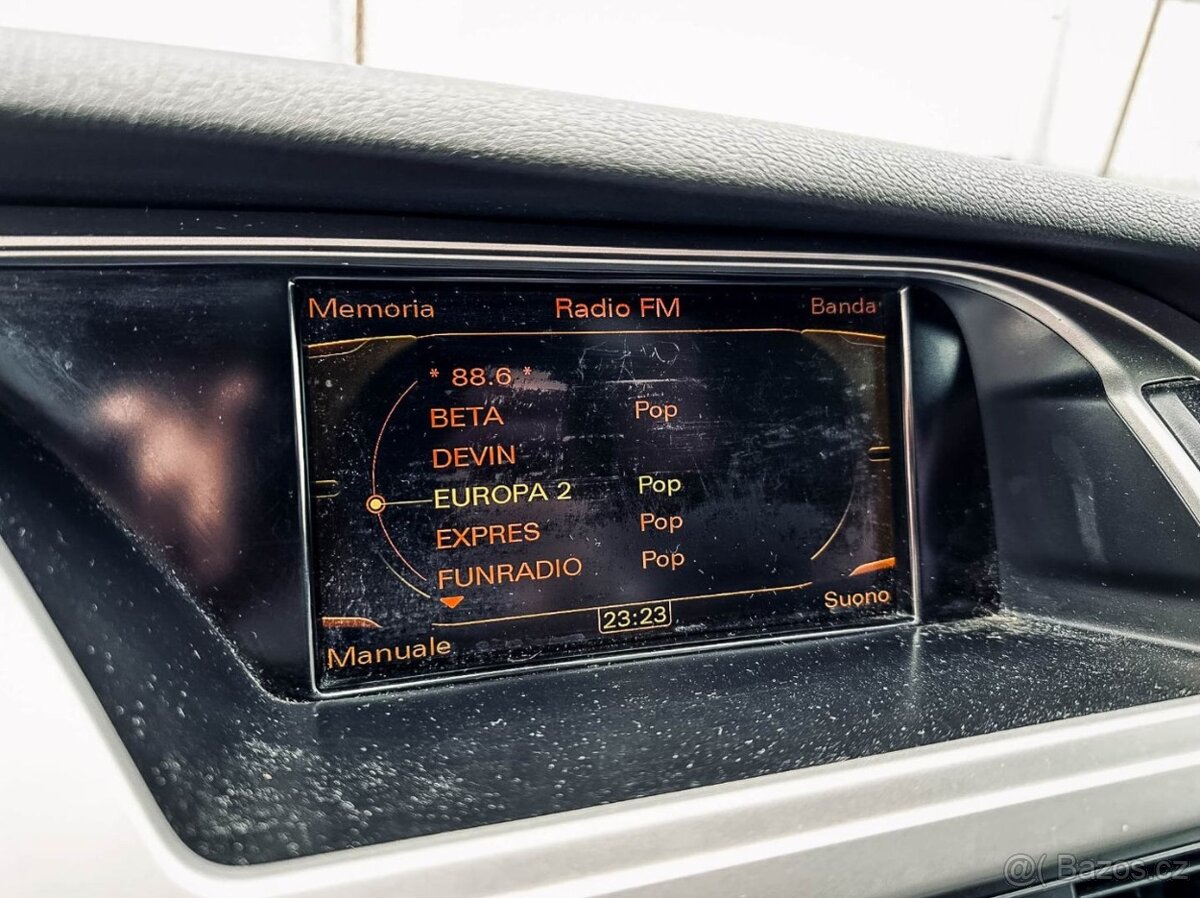 Memoria Radio FM Banda
* 88.6 *
BETA Pop
DEVIN
EUROPA 2 Pop
EXPRES Pop
FUNRADIO Pop
23:23
Manuale Suono
@( Bazos.cz